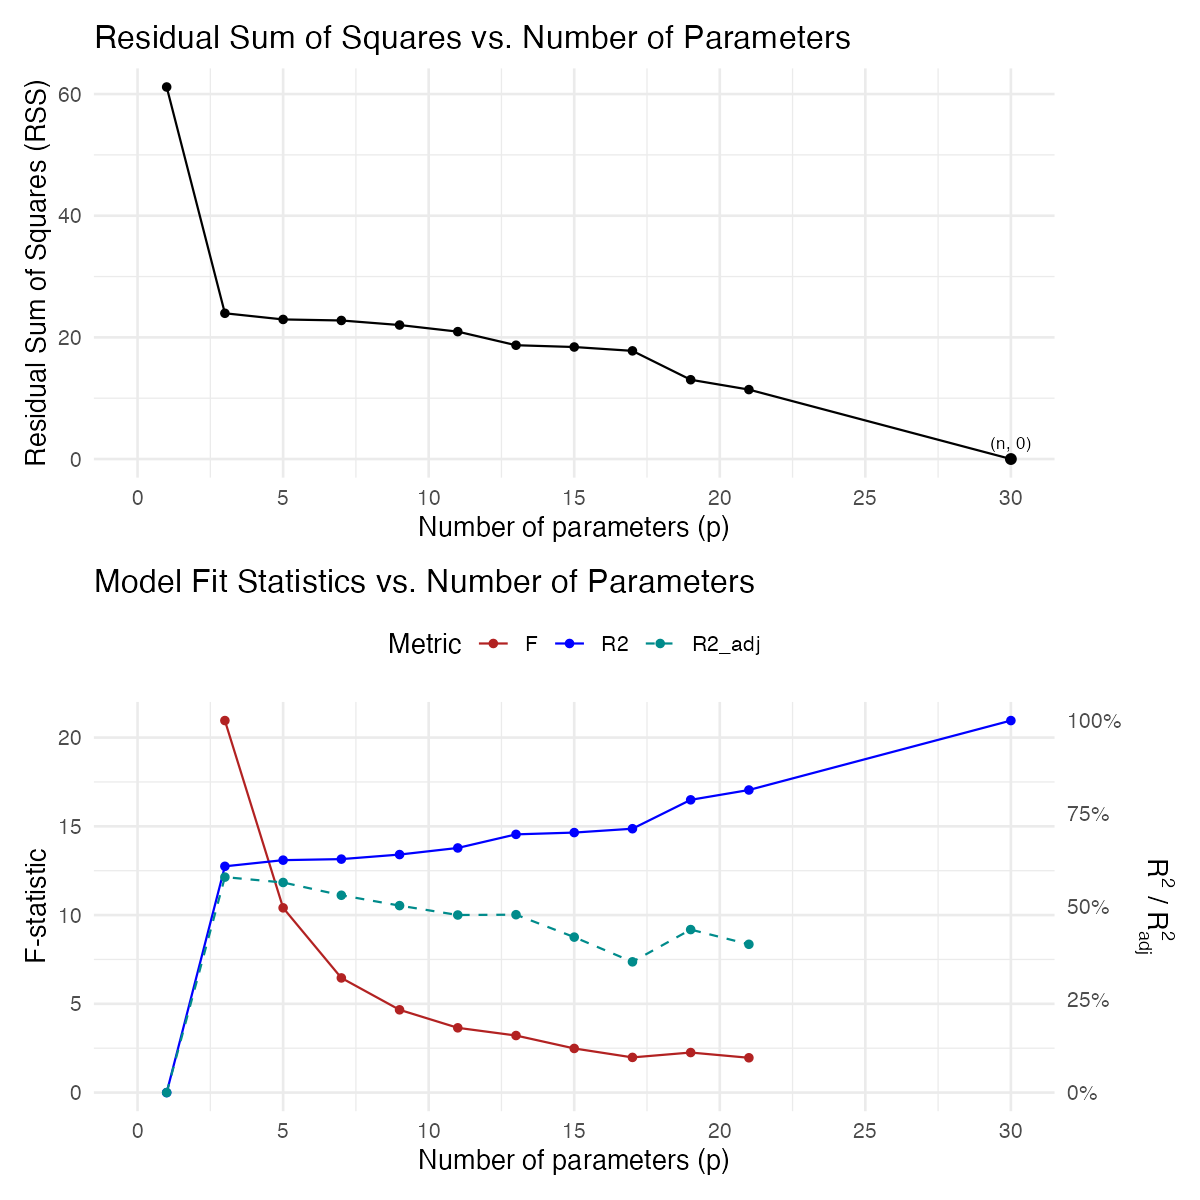 Residual Sum of Squares vs. Number of Parameters
Residual Sum of Squares (RSS)
60
40
20
0
(n, 0)
0 5 10 15 20 25 30
Number of parameters (p)
Model Fit Statistics vs. Number of Parameters
Metric F R2 R2_adj
F-statistic
20
15
10
5
0
100%
75%
50%
25%
0%
R² / R²adj
0 5 10 15 20 25 30
Number of parameters (p)